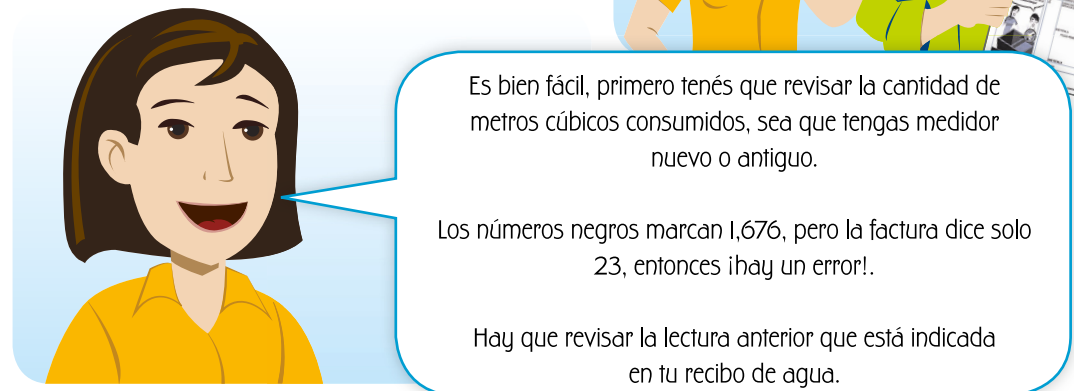 Es bien fácil, primero tenés que revisar la cantidad de
metros cúbicos consumidos, sea que tengas medidor
nuevo o antiguo.
Los números negros marcan 1,676, pero la factura dice solo
23, entonces ¡hay un error!.
Hay que revisar la lectura anterior que está indicada
en tu recibo de agua.